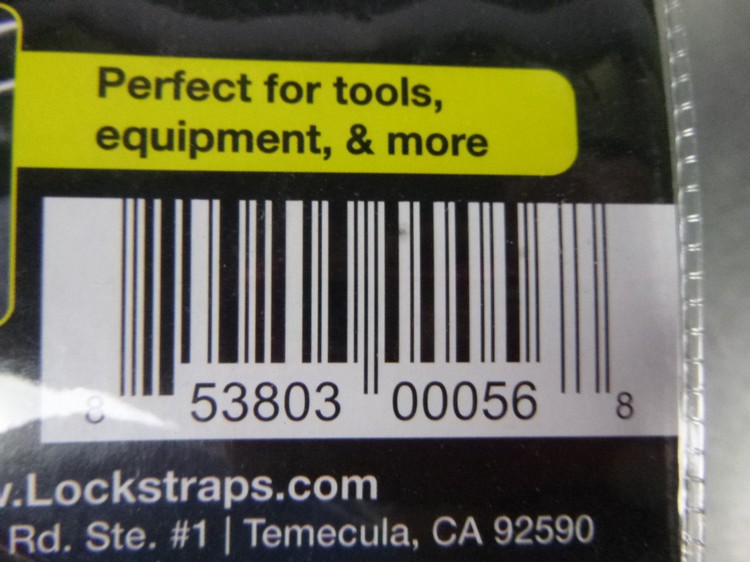 Perfect for tools,
equipment, & more
8 53803 00056 8
.Lockstraps.com
Rd. Ste. #1 | Temecula, CA 92590